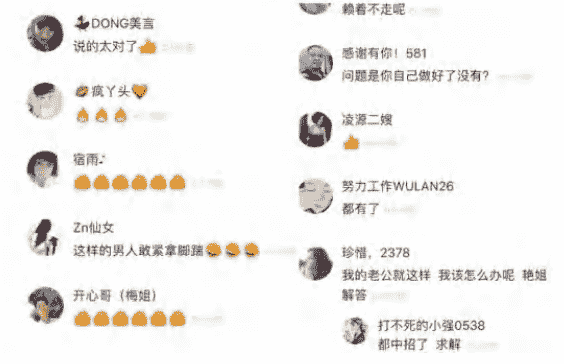 DONG美言
说的太对了
疯丫头
宿雨
Zn仙女
这样的男人敢紧拿脚踹
开心哥（梅姐）
赖着不走呢
感谢有你！581
问题是你自己做好了没有？
凌源二嫂
努力工作WULAN26
都有了
珍惜，2378
我的老公就这样 我该怎么办呢 艳姐
解答
打不死的小强0538
都中招了 求解